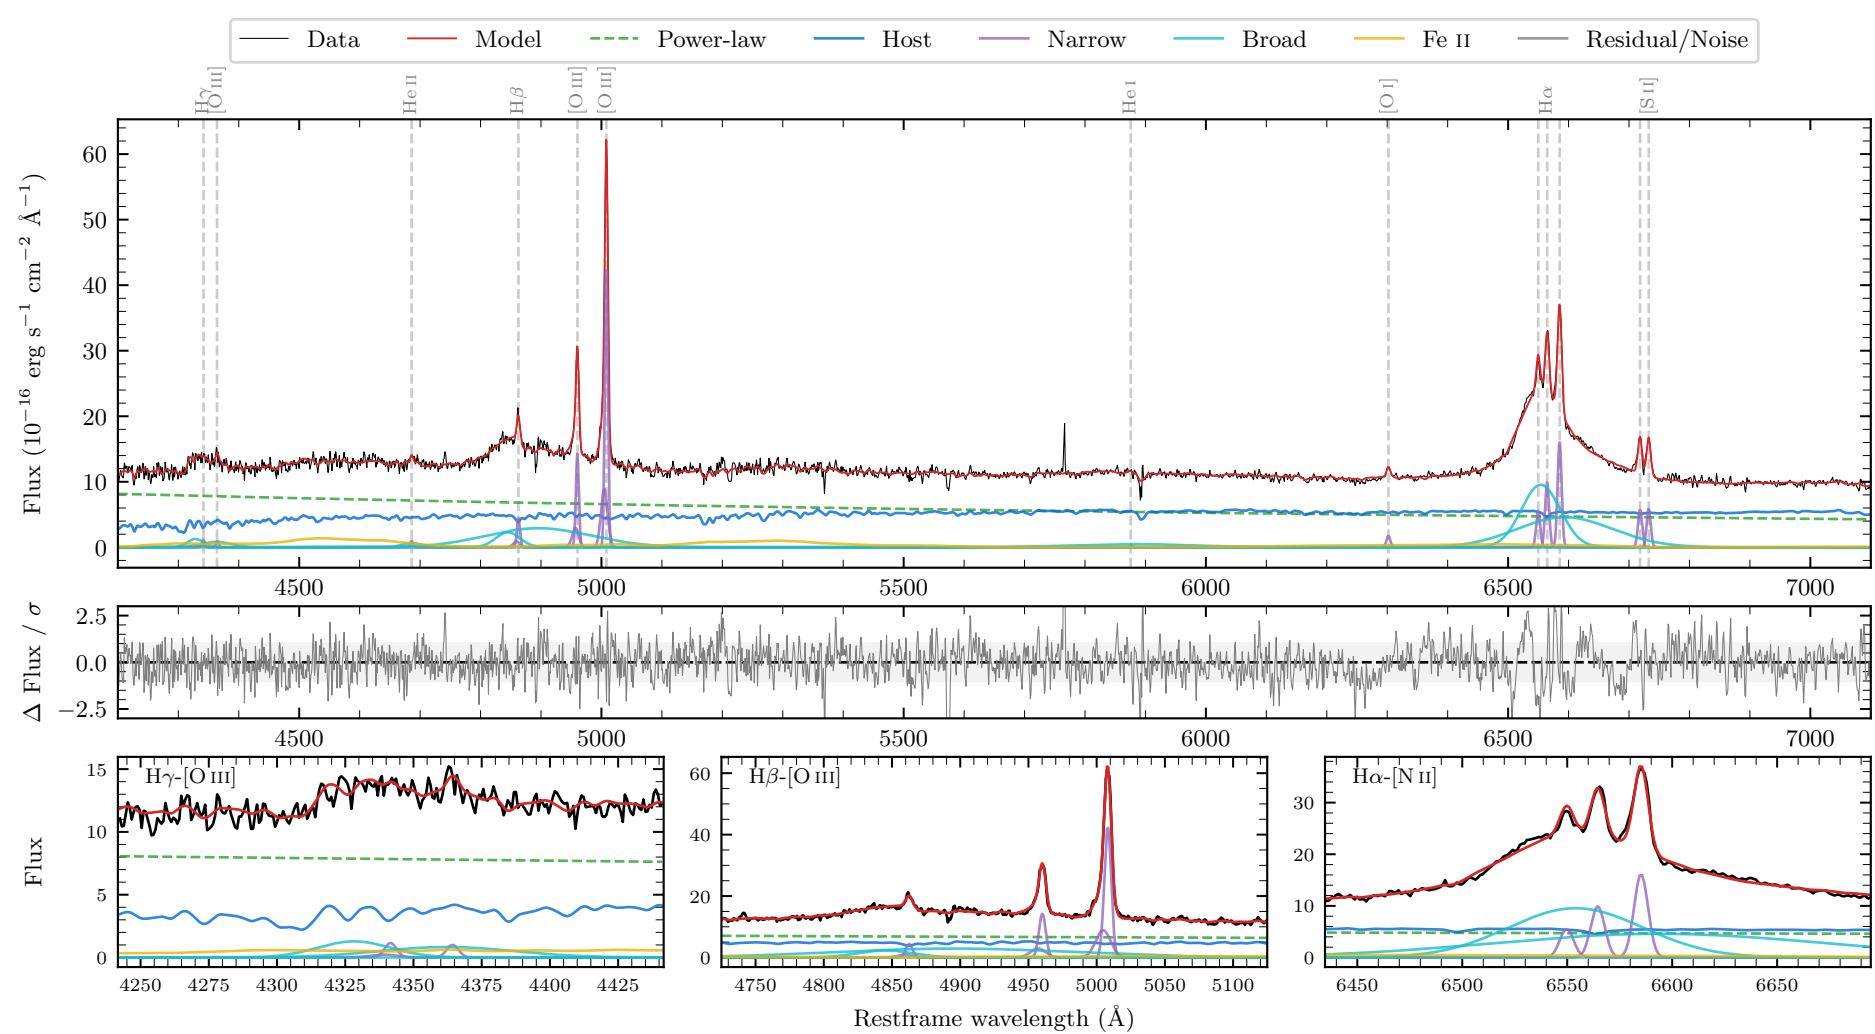 Data Model Power-law Host Narrow Broad Fe II Residual/Noise
Hγ [O III] He II Hβ [O III] [O III] He I [O I] Hα [S II]
Flux (10⁻¹⁶ erg s⁻¹ cm⁻² Å⁻¹)
60
50
40
30
20
10
0
4500 5000 5500 6000 6500 7000
Δ Flux / σ
2.5
0.0
−2.5
4500 5000 5500 6000 6500 7000
Flux
Hγ-[O III]
15
10
5
0
4250 4275 4300 4325 4350 4375 4400 4425
Hβ-[O III]
60
40
20
0
4750 4800 4850 4900 4950 5000 5050 5100
Hα-[N II]
30
20
10
0
6450 6500 6550 6600 6650
Restframe wavelength (Å)